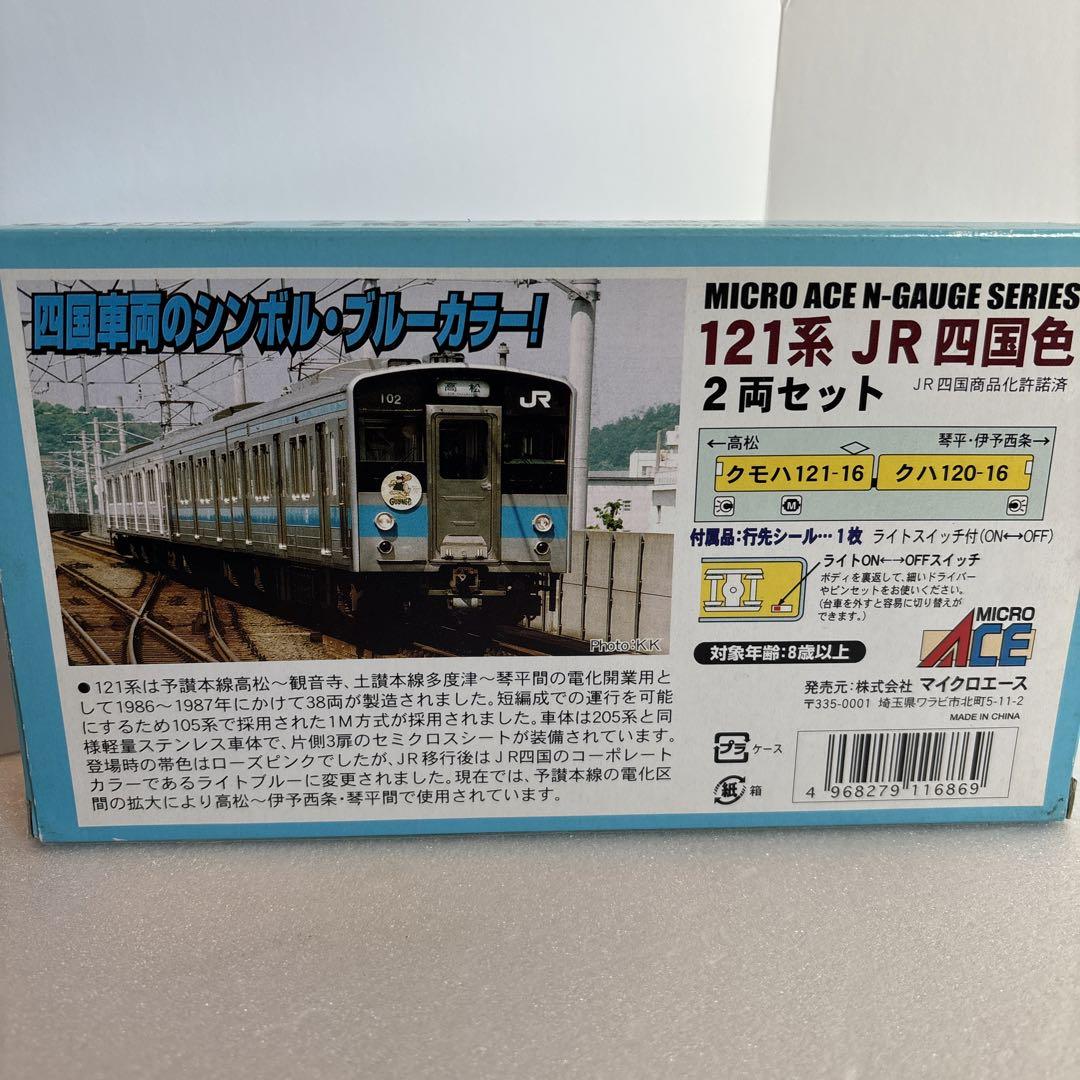 四国車両のシンボル・ブルーカラー!
高松
102
JR
Photo:KK
●121系は予讃本線高松～観音寺、土讃本線多度津～琴平間の電化開業用と
して1986～1987年にかけて38両が製造されました。短編成での運行を可能
にするため105系で採用された1M方式が採用されました。車体は205系と同
様軽量ステンレス車体で、片側3扉のセミクロスシートが装備されています。
登場時の帯色はローズピンクでしたが、JR移行後はJR四国のコーポレート
カラーであるライトブルーに変更されました。現在では、予讃本線の電化区
間の拡大により高松～伊予西条・琴平間で使用されています。
MICRO ACE N-GAUGE SERIES
121系 JR四国色
2両セット
JR四国商品化許諾済
←高松
琴平・伊予西条→
クモハ121-16
クハ120-16
C
M
付属品:行先シール…1枚 ライトスイッチ付(ON↔OFF)
ライトON←→OFFスイッチ
ボディを裏返して、細いドライバー
やピンセットをお使いください。
(台車を外すと容易に切り替えが
できます。)
対象年齢:8歳以上
MICRO
ACE
発売元:株式会社 マイクロエース
〒335-0001 埼玉県ワラビ市北町5-11-2
MADE IN CHINA
プラ ケース
紙 箱
4 968279 116869